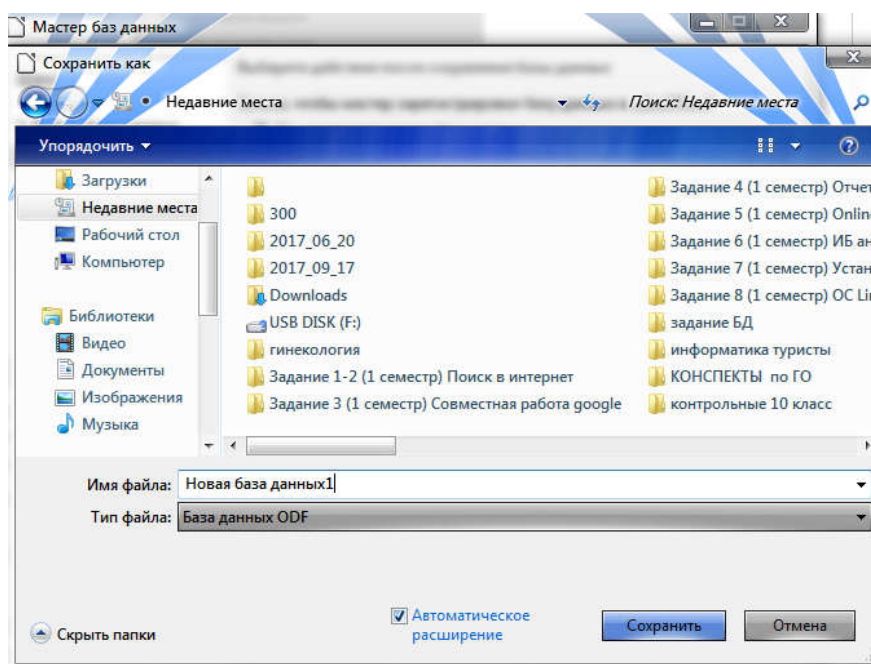 Мастер баз данных
Сохранить как
Недавние места
Поиск: Недавние места
Упорядочить
Загрузки
Недавние места
Рабочий стол
Компьютер
Библиотеки
Видео
Документы
Изображения
Музыка
300
2017_06_20
2017_09_17
Downloads
USB DISK (F:)
гинекология
Задание 1-2 (1 семестр) Поиск в интернет
Задание 3 (1 семестр) Совместная работа google
Задание 4 (1 семестр) Отчет
Задание 5 (1 семестр) Onlin
Задание 6 (1 семестр) ИБ ан
Задание 7 (1 семестр) Устан
Задание 8 (1 семестр) ОС Li
задание БД
информатика туристы
КОНСПЕКТЫ по ГО
контрольные 10 класс
Имя файла: Новая база данных1
Тип файла: База данных ODF
Автоматическое
расширение
Скрыть папки
Сохранить
Отмена